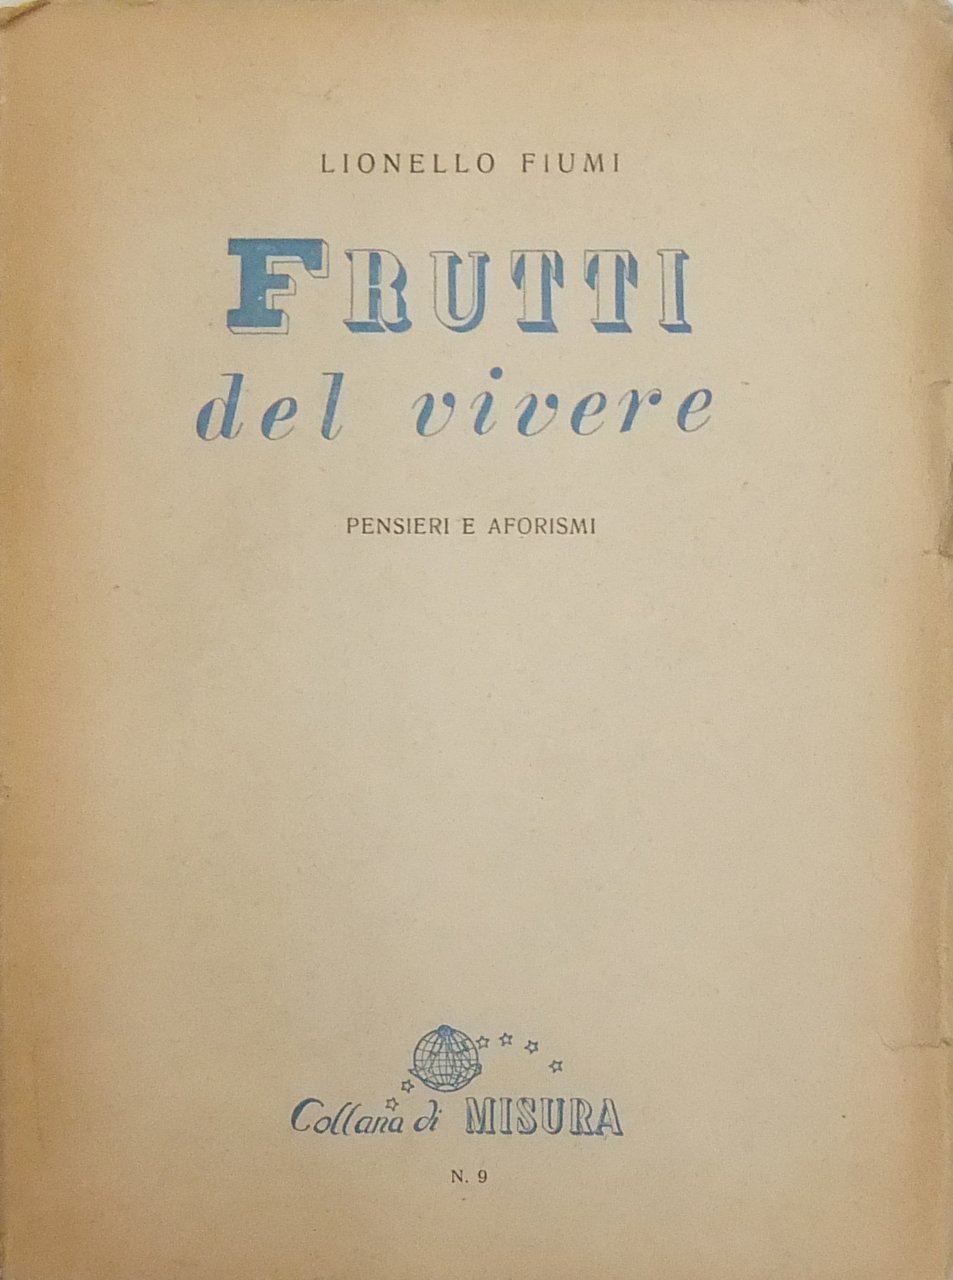 LIONELLO FIUMI
FRUTTI
del vivere
PENSIERI E AFORISMI
Collana di MISURA
N. 9